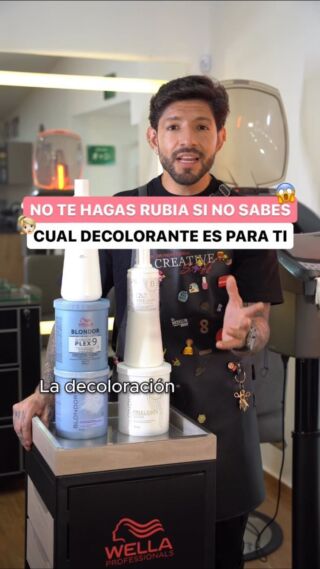 NO TE HAGAS RUBIA SI NO SABES
CUAL DECOLORANTE ES PARA TI
CREATIVE
WELLA
BLONDOR
PLEX 9
La decoloración
BLONDOR
WELLA
PROFESSIONALS